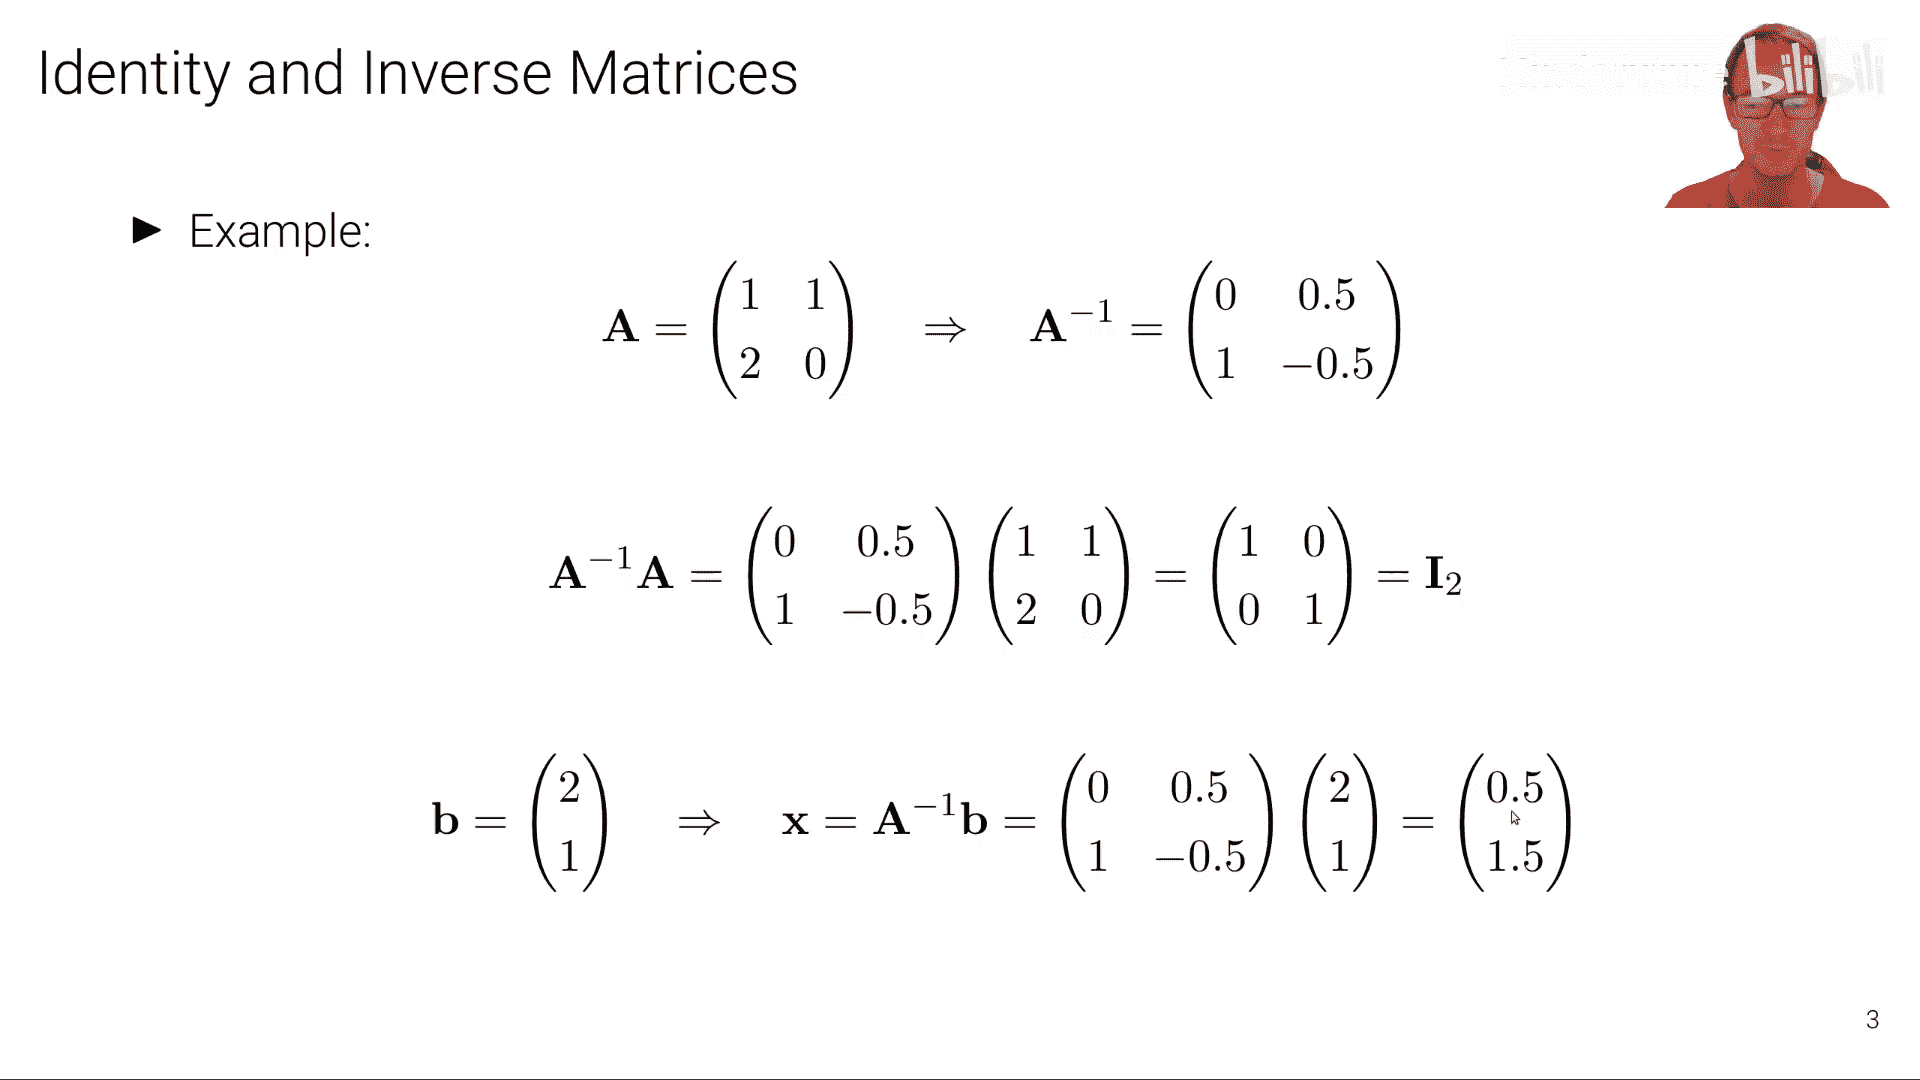 Identity and Inverse Matrices
bilibili
► Example:
A = (1 1; 2 0) ⇒ A⁻¹ = (0 0.5; 1 −0.5)
A⁻¹A = (0 0.5; 1 −0.5) (1 1; 2 0) = (1 0; 0 1) = I₂
b = (2; 1) ⇒ x = A⁻¹b = (0 0.5; 1 −0.5) (2; 1) = (0.5; 1.5)
3